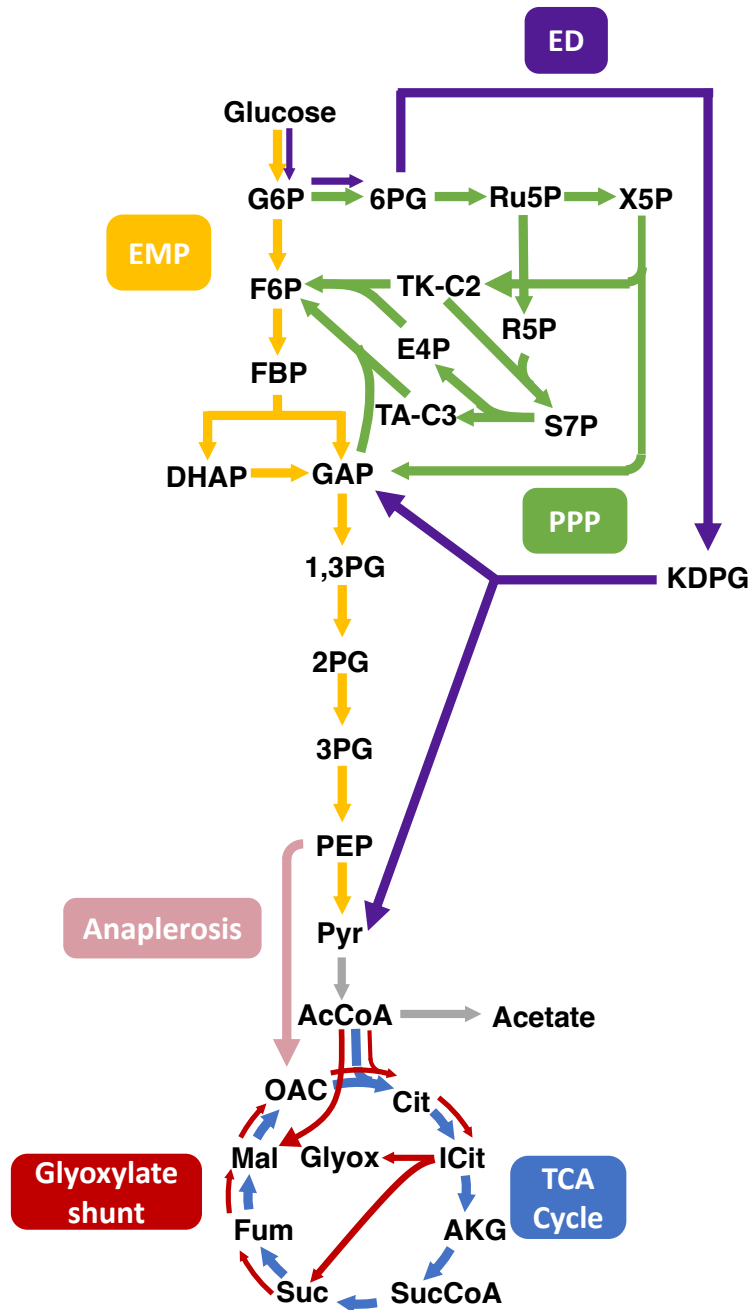 ED
Glucose
G6P
6PG
Ru5P
X5P
EMP
F6P
TK-C2
R5P
E4P
FBP
TA-C3
S7P
DHAP
GAP
PPP
1,3PG
KDPG
2PG
3PG
PEP
Anaplerosis
Pyr
AcCoA
Acetate
OAC
Cit
Mal
Glyox
ICit
Glyoxylate
shunt
TCA
Cycle
Fum
AKG
Suc
SucCoA